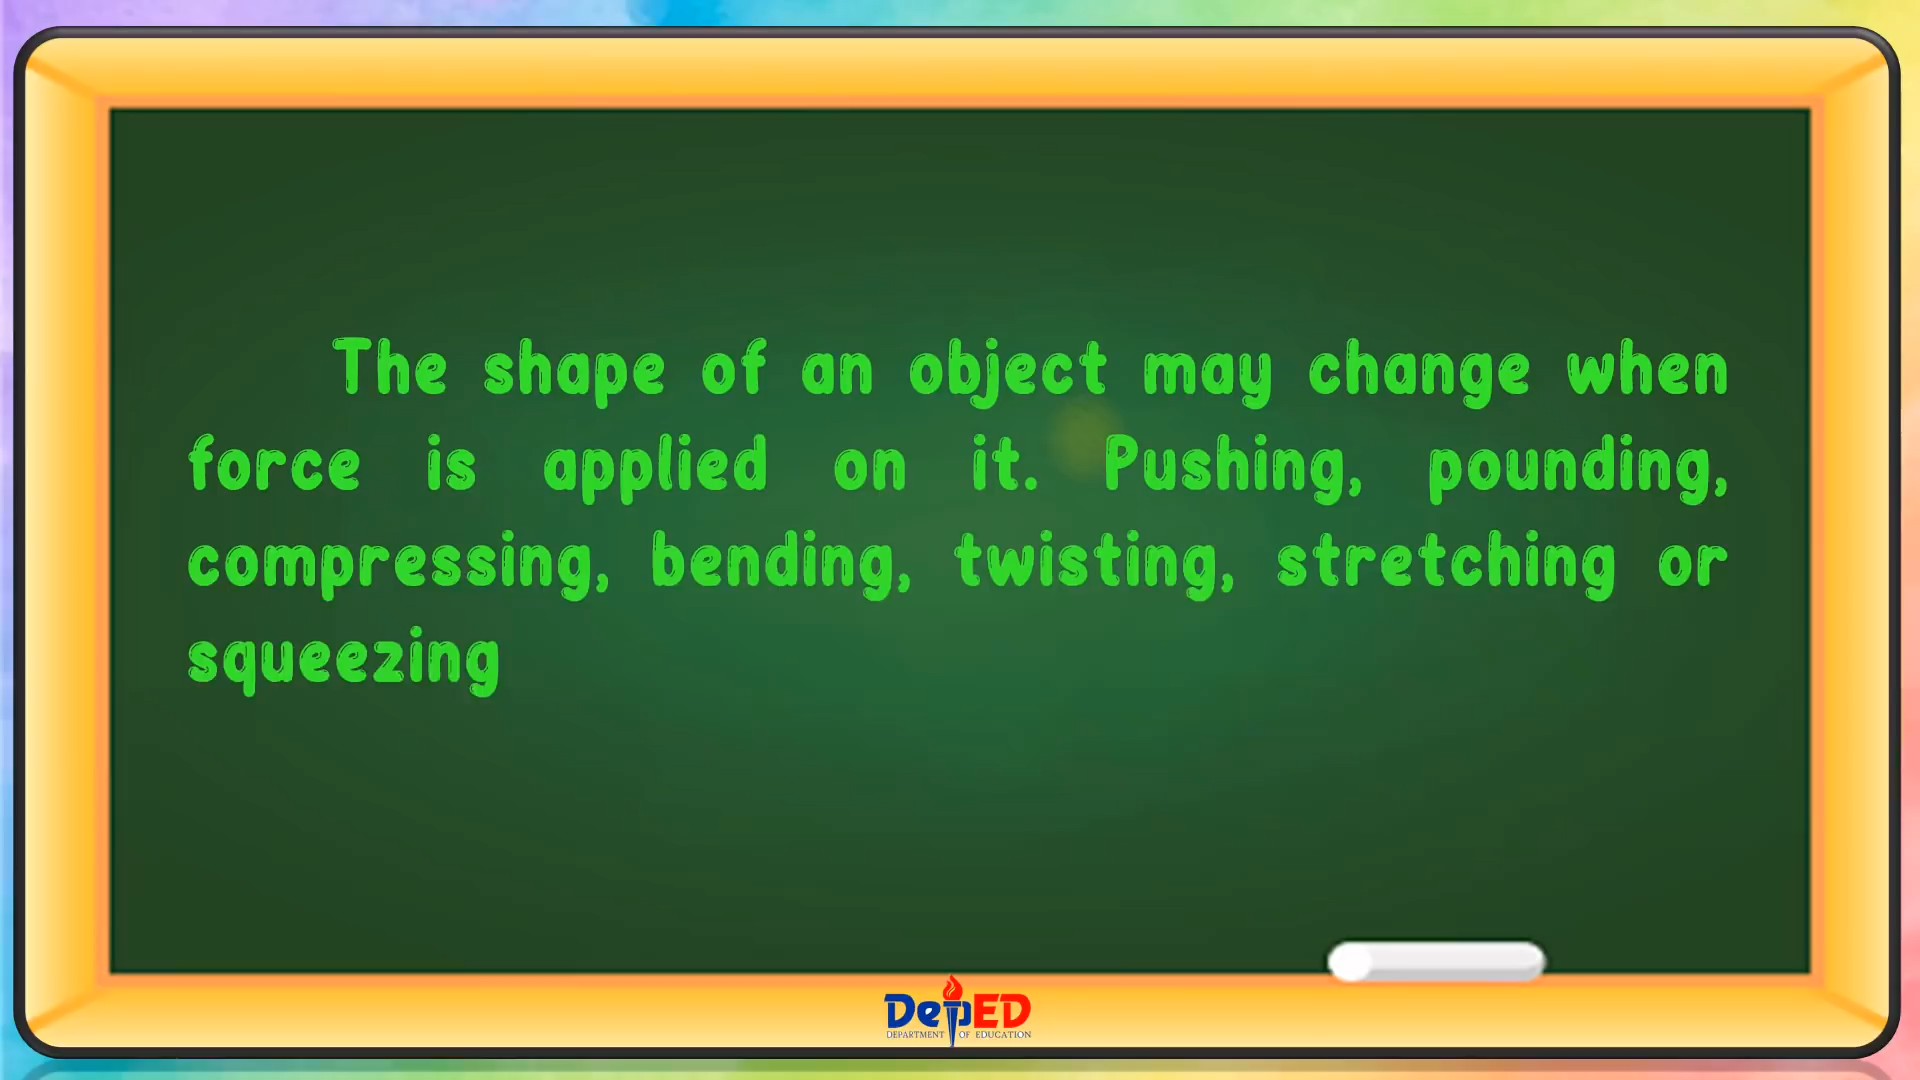 The shape of an object may change when
force is applied on it. Pushing, pounding,
compressing, bending, twisting, stretching or
squeezing
DepED
DEPARTMENT OF EDUCATION